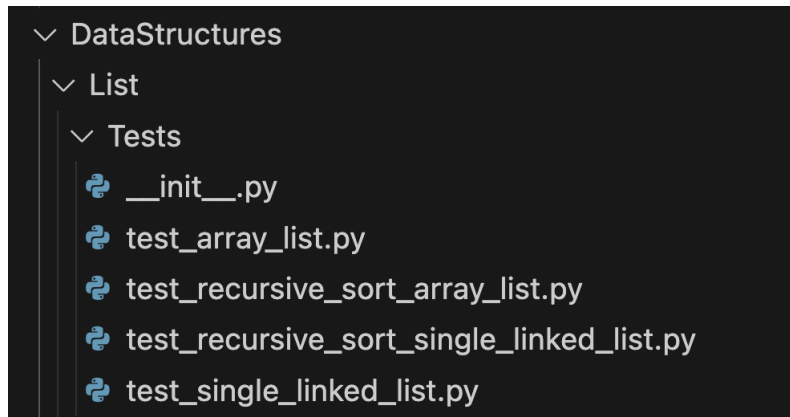 DataStructures
List
Tests
__init__.py
test_array_list.py
test_recursive_sort_array_list.py
test_recursive_sort_single_linked_list.py
test_single_linked_list.py